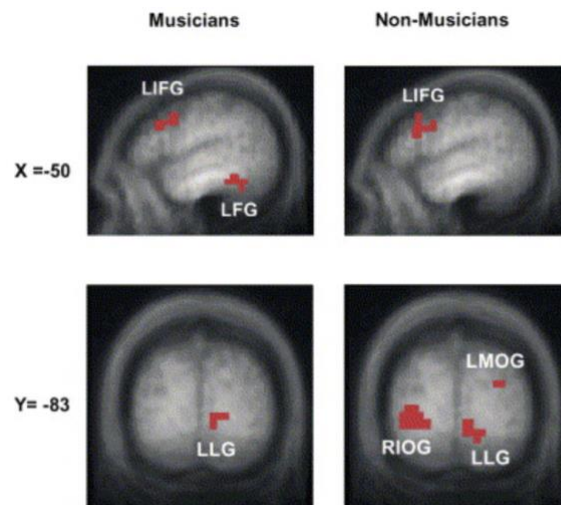 Musicians
Non-Musicians
X =-50
LIFG
LFG
LIFG
Y= -83
LLG
LMOG
RIOG
LLG